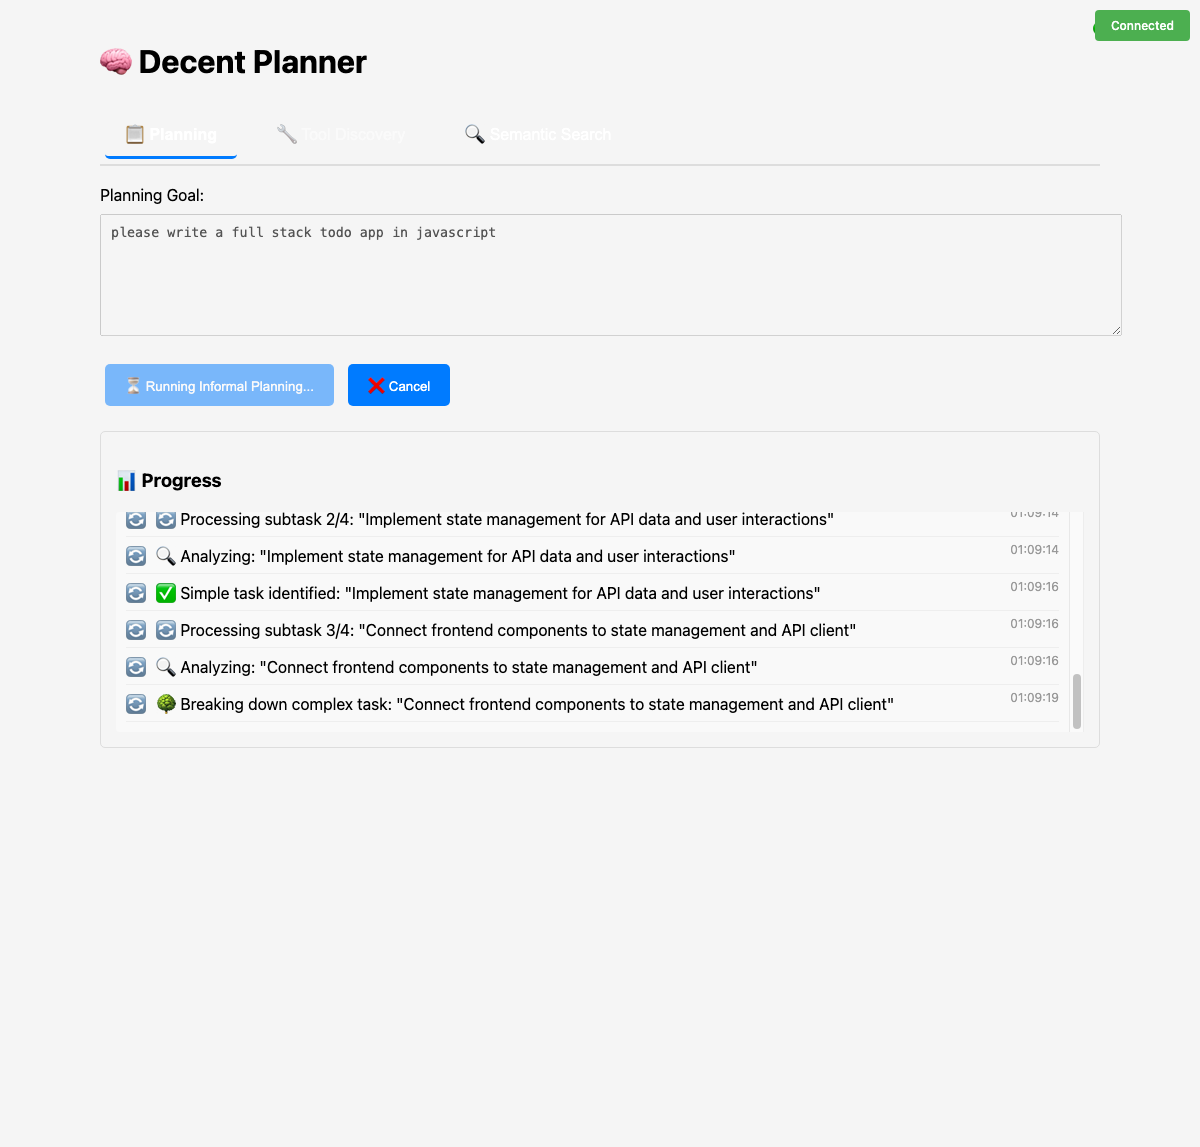 Connected
🧠 Decent Planner
📋 Planning 🔧 Tool Discovery 🔍 Semantic Search
Planning Goal:
please write a full stack todo app in javascript
⏳ Running Informal Planning... ❌ Cancel
📊 Progress
🔄 🔄 Processing subtask 2/4: "Implement state management for API data and user interactions" 01:09:14
🔄 🔍 Analyzing: "Implement state management for API data and user interactions" 01:09:14
🔄 ✅ Simple task identified: "Implement state management for API data and user interactions" 01:09:16
🔄 🔄 Processing subtask 3/4: "Connect frontend components to state management and API client" 01:09:16
🔄 🔍 Analyzing: "Connect frontend components to state management and API client" 01:09:16
🔄 🌳 Breaking down complex task: "Connect frontend components to state management and API client" 01:09:19